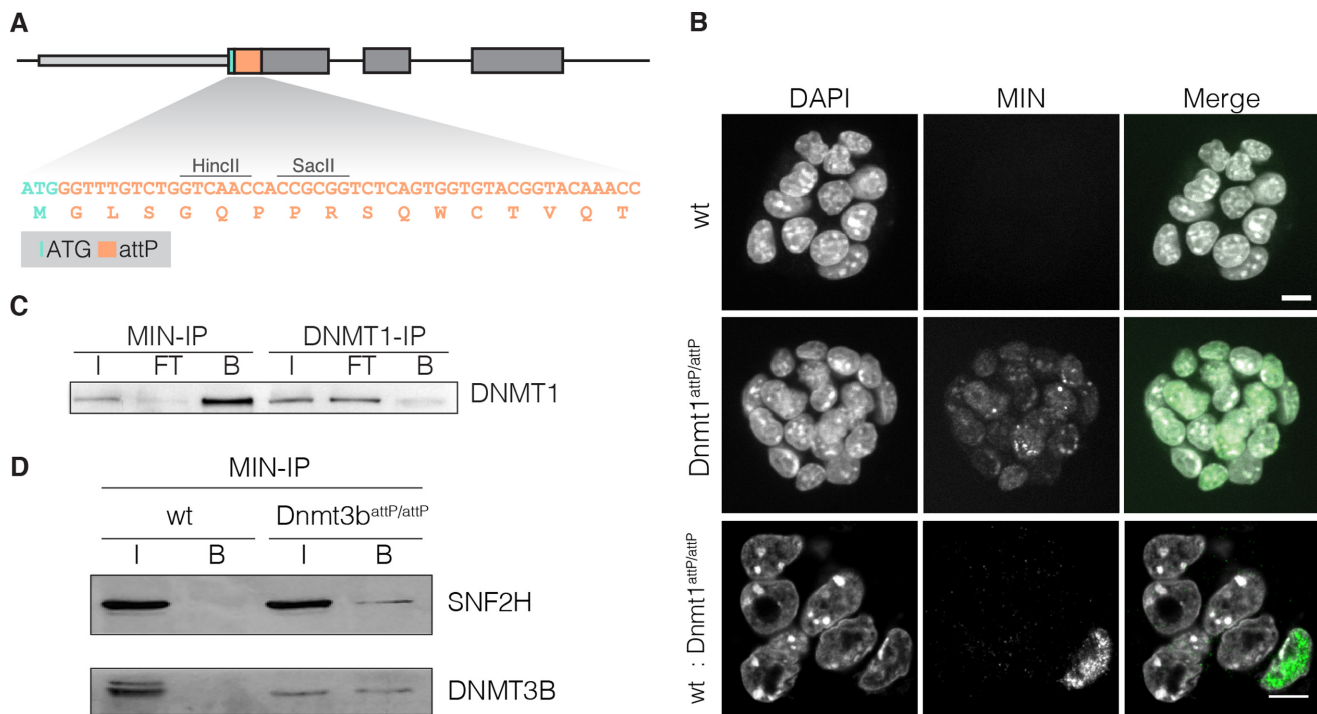 A
HincII SacII
ATGGGTTTGTCTGGTCAACCACCGCGGTCTCAGTGGTGTACGGTACAAACC
M G L S G Q P P R S Q W C T V Q T
ATG attP
B
DAPI MIN Merge
wt
Dnmt1attP/attP
wt : Dnmt1attP/attP
C
MIN-IP DNMT1-IP
I FT B I FT B
DNMT1
D
MIN-IP
wt Dnmt3battP/attP
I B I B
SNF2H
DNMT3B